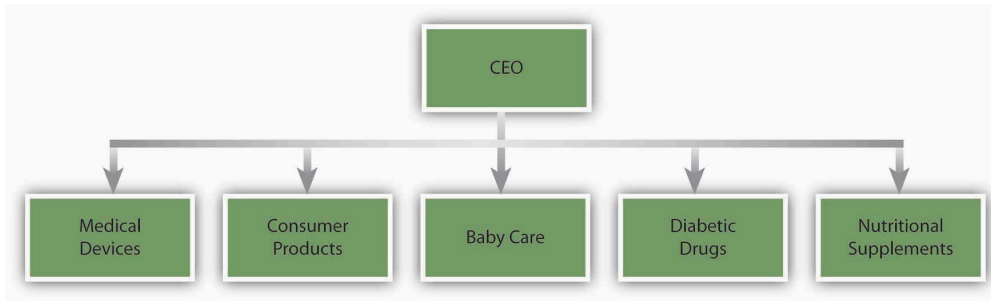 CEO
Medical
Devices
Consumer
Products
Baby Care
Diabetic
Drugs
Nutritional
Supplements